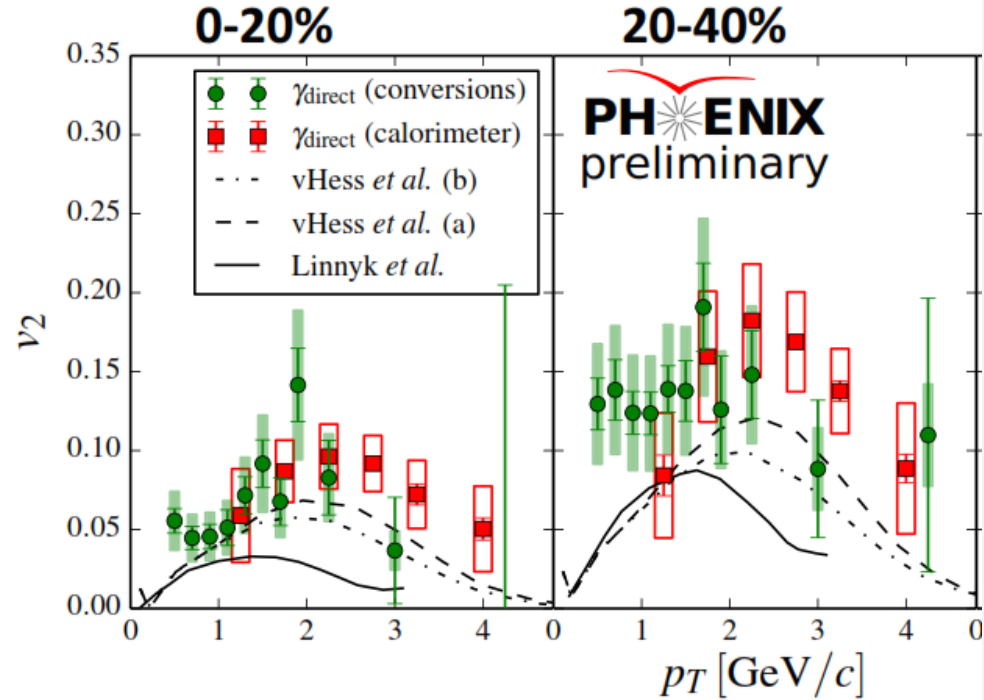 0-20%
20-40%
0.35
0.30
0.25
0.20
0.15
0.10
0.05
0.00
v2
γdirect (conversions)
γdirect (calorimeter)
vHess et al. (b)
vHess et al. (a)
Linnyk et al.
PHENIX
preliminary
0 1 2 3 4 0 1 2 3 4 0
pT [GeV/c]